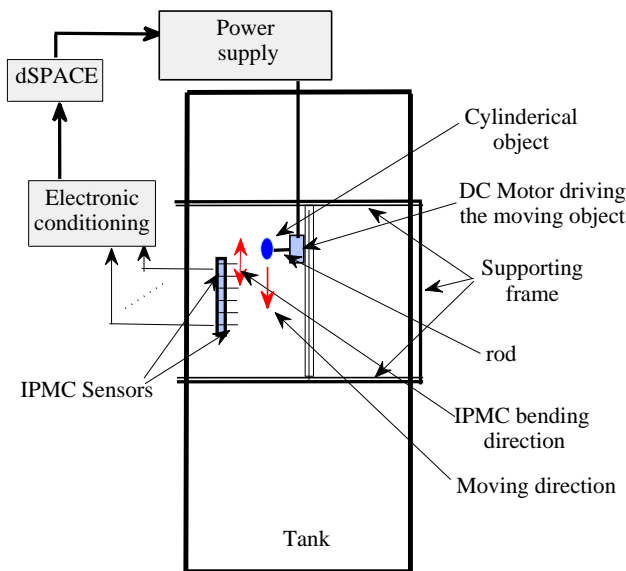 Power
supply
dSPACE
Cylinderical
object
Electronic
conditioning
DC Motor driving
the moving object
Supporting
frame
rod
IPMC Sensors
IPMC bending
direction
Moving direction
Tank